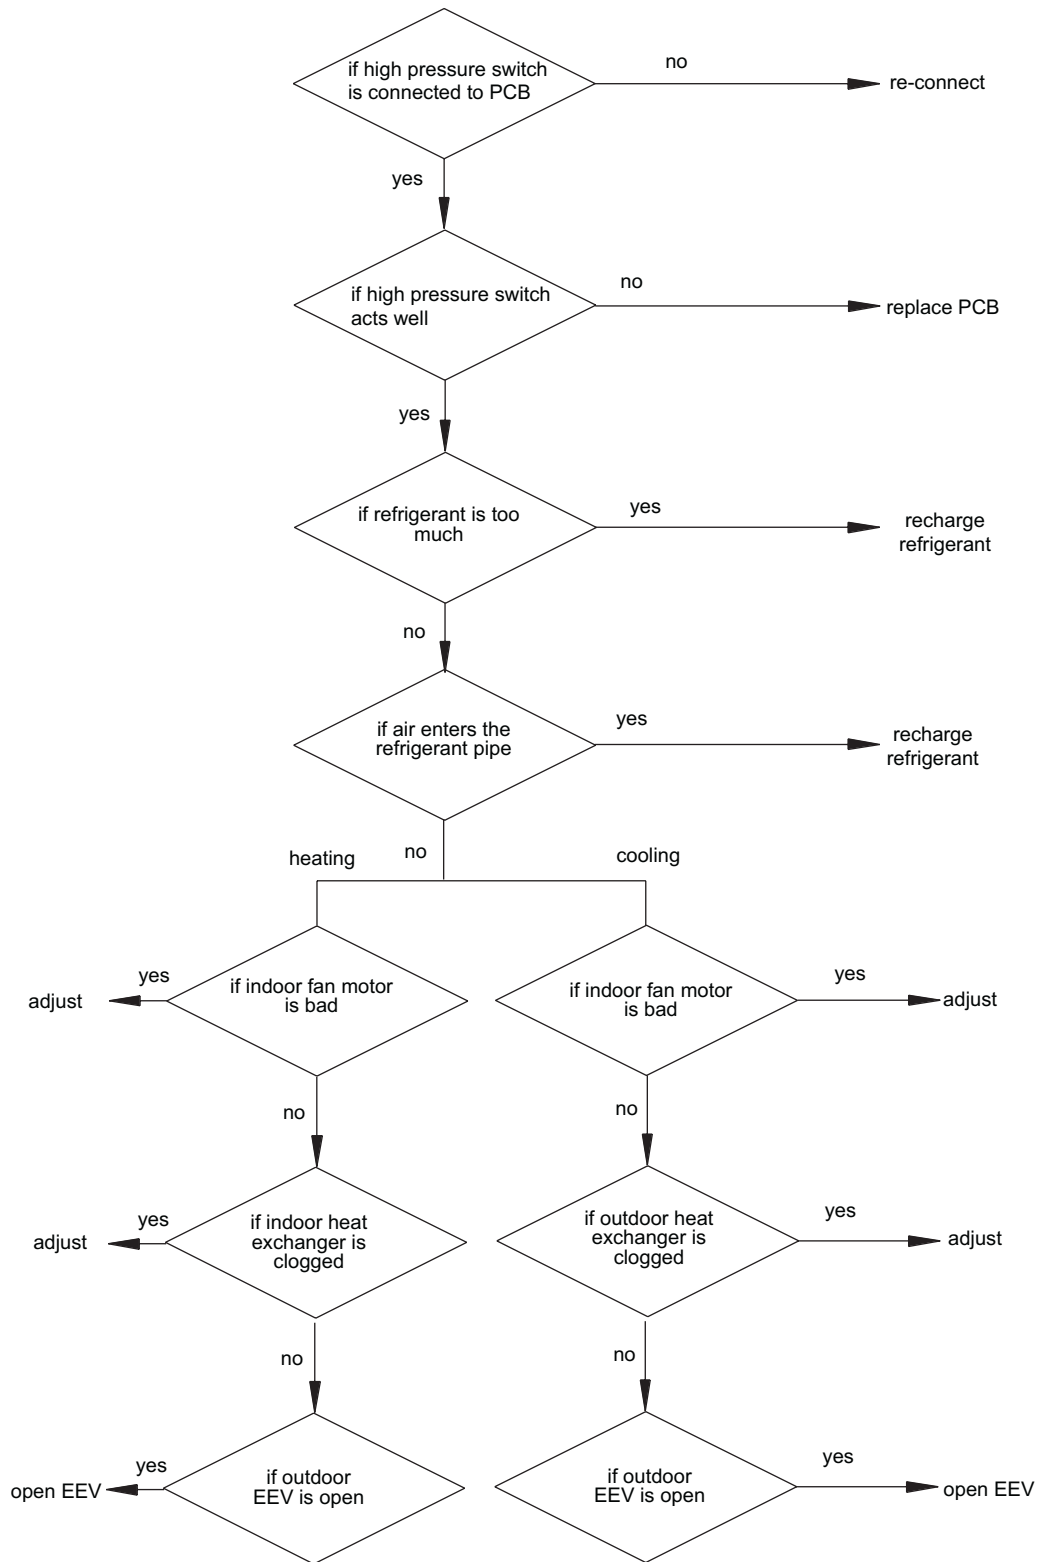 if high pressure switch
is connected to PCB
no
re-connect
yes
if high pressure switch
acts well
no
replace PCB
yes
if refrigerant is too
much
yes
recharge
refrigerant
no
if air enters the
refrigerant pipe
yes
recharge
refrigerant
no
heating
cooling
if indoor fan motor
is bad
yes
adjust
if indoor fan motor
is bad
yes
adjust
no
no
if indoor heat
exchanger is
clogged
yes
adjust
if outdoor heat
exchanger is
clogged
yes
adjust
no
no
if outdoor
EEV is open
yes
open EEV
if outdoor
EEV is open
yes
open EEV